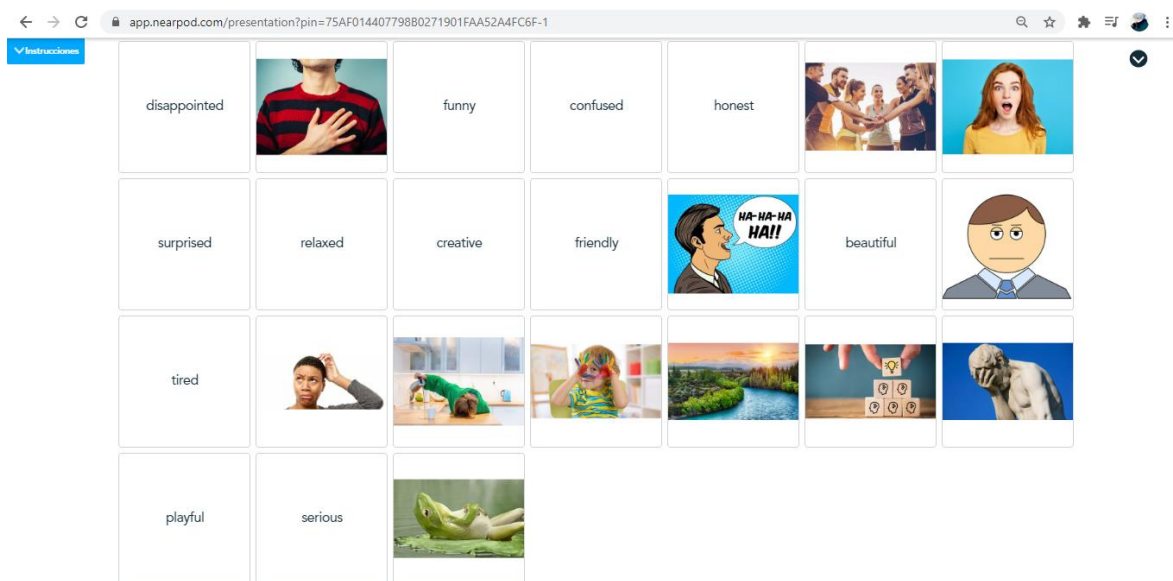 app.nearpod.com/presentation?pin=75AF014407798B0271901FAA52A4FC6F-1
Instrucciones
disappointed
funny
confused
honest
surprised
relaxed
creative
friendly
HA-HA-HA
HA!!
beautiful
tired
playful
serious